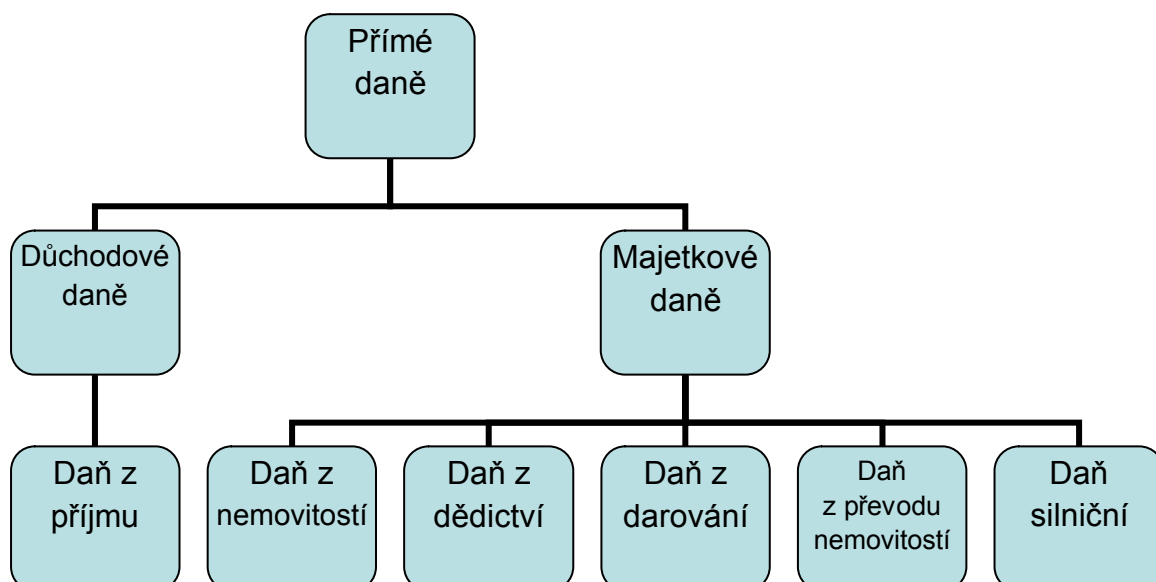 Přímé
daně
Důchodové
daně
Majetkové
daně
Daň z
příjmu
Daň z
nemovitostí
Daň z
dědictví
Daň z
darování
Daň
z převodu
nemovitostí
Daň
silniční